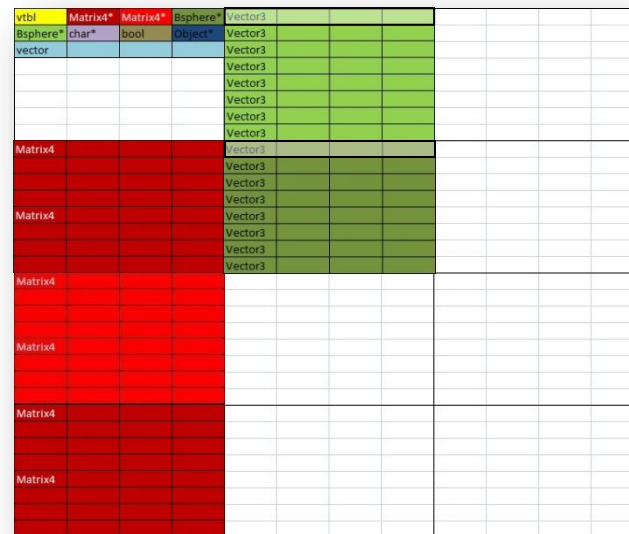 vtbl Matrix4* Matrix4* Bsphere* Vector3
Bsphere* char* bool Object* Vector3
vector Vector3
Vector3
Vector3
Vector3
Vector3
Vector3
Matrix4 Vector3
Vector3
Vector3
Vector3
Matrix4 Vector3
Vector3
Vector3
Vector3
Matrix4
Matrix4
Matrix4
Matrix4